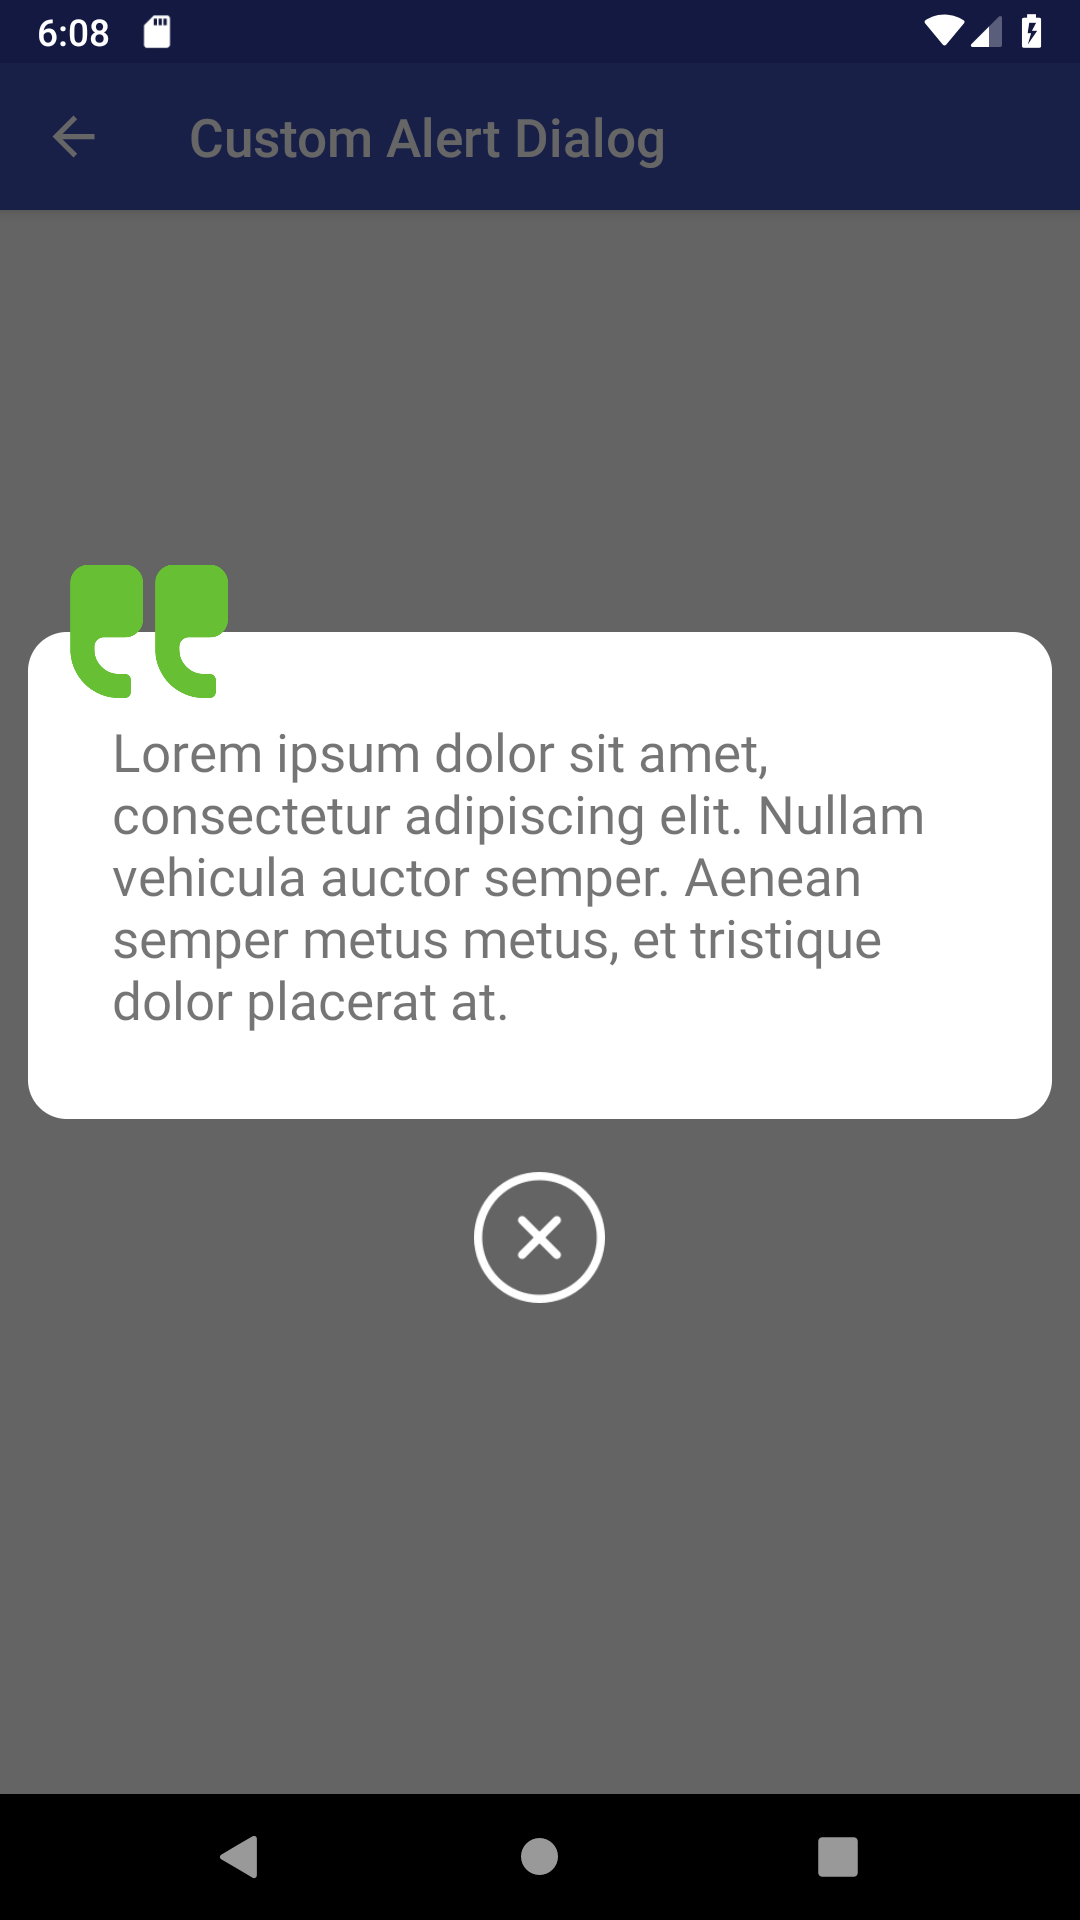 6:08
Custom Alert Dialog
Lorem ipsum dolor sit amet,
consectetur adipiscing elit. Nullam
vehicula auctor semper. Aenean
semper metus metus, et tristique
dolor placerat at.